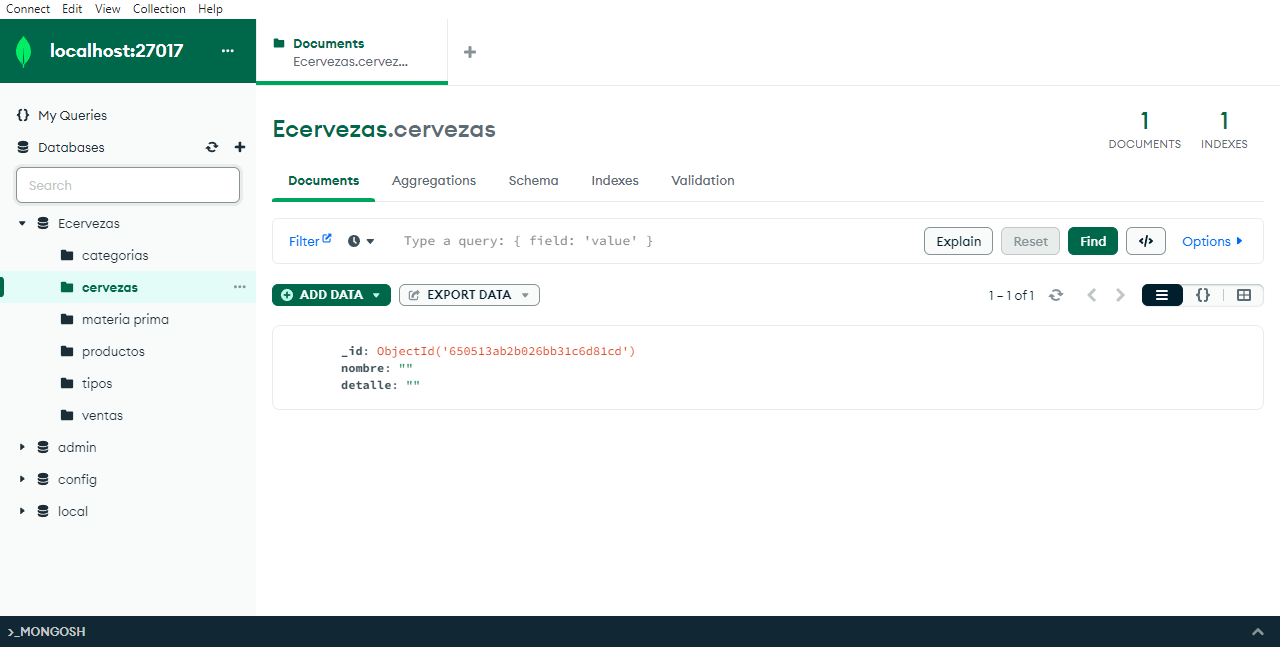 Connect Edit View Collection Help
localhost:27017 ...
Documents
Ecervezas.cervez...
My Queries
Databases
Search
Ecervezas
categorias
cervezas ...
materia prima
productos
tipos
ventas
admin
config
local
Ecervezas.cervezas
1 DOCUMENTS
1 INDEXES
Documents Aggregations Schema Indexes Validation
Filter Type a query: { field: 'value' } Explain Reset Find </> Options
ADD DATA EXPORT DATA 1 – 1 of 1 {}
_id: ObjectId('650513ab2b026bb31c6d81cd')
nombre: ""
detalle: ""
>_MONGOSH